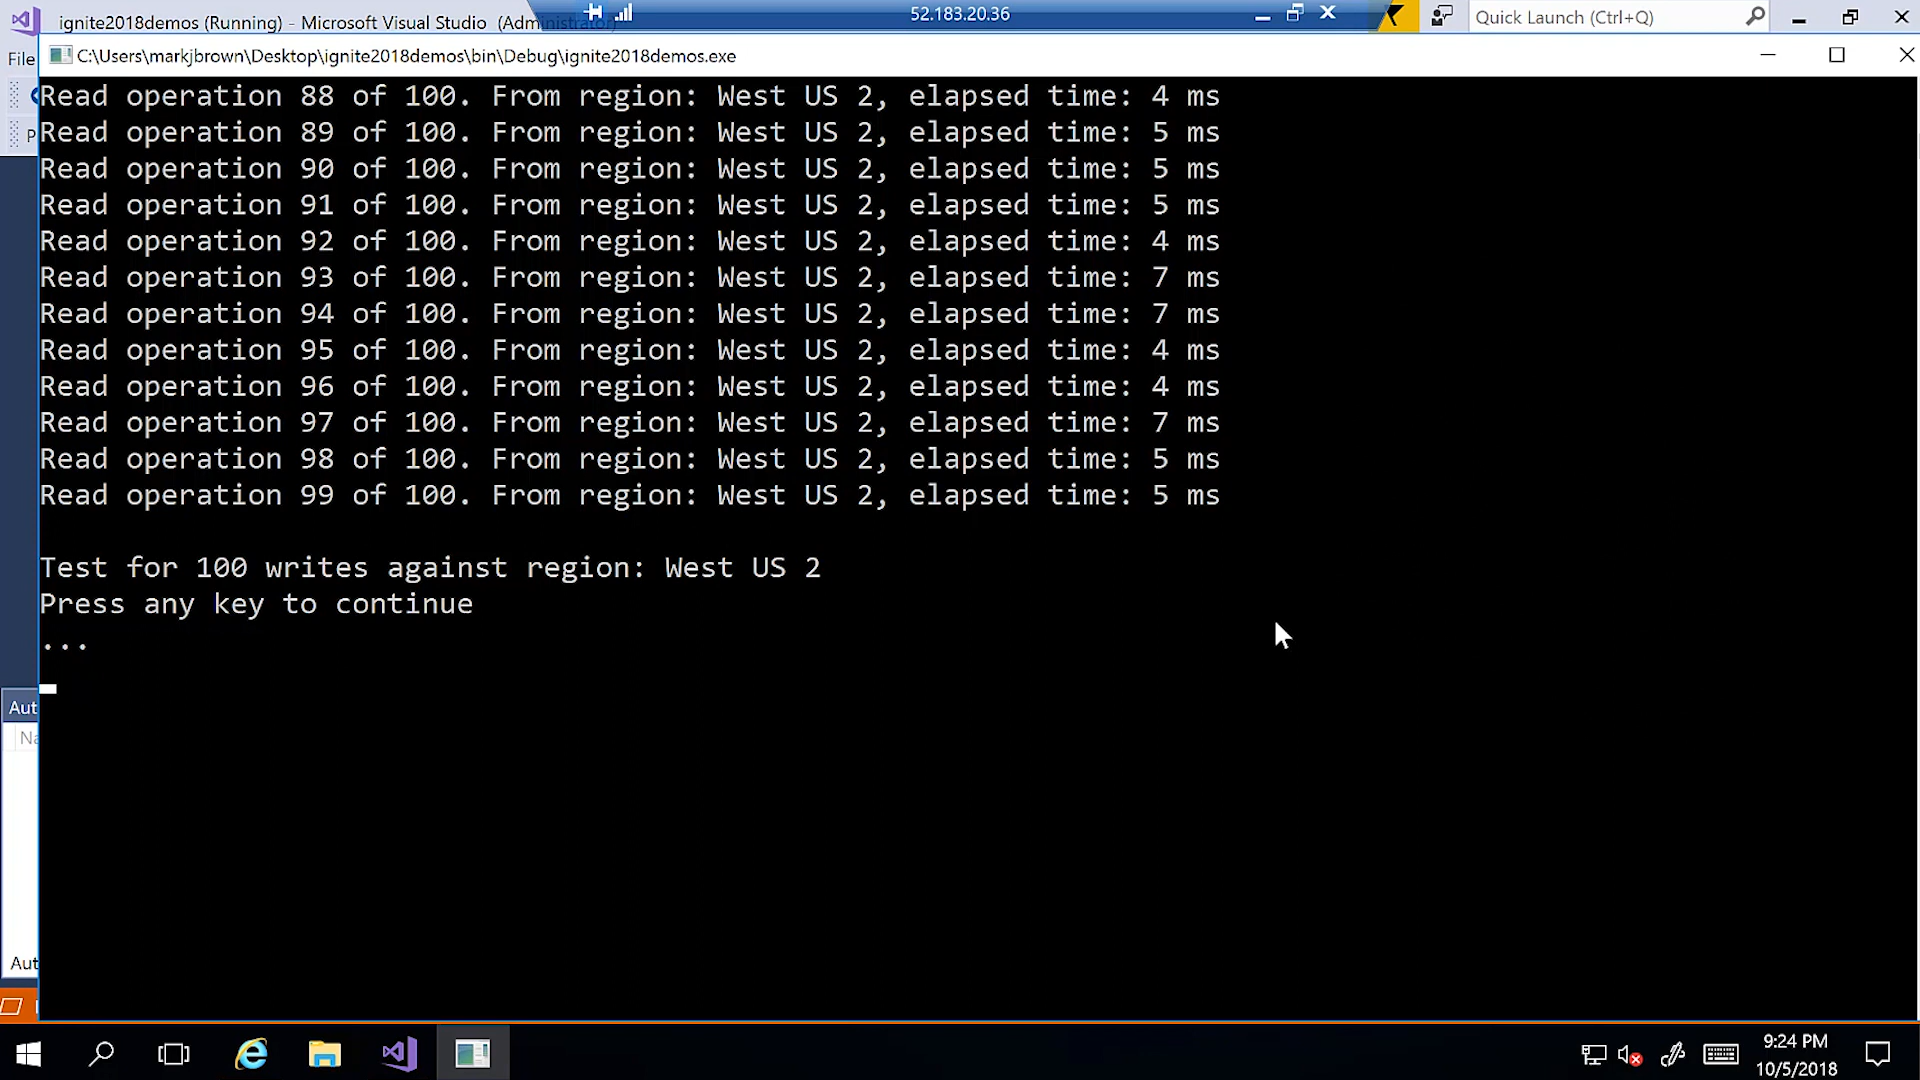 ignite2018demos (Running) - Microsoft Visual Studio (Administrator)
52.183.20.36
Quick Launch (Ctrl+Q)
File
C:\Users\markjbrown\Desktop\ignite2018demos\bin\Debug\ignite2018demos.exe
Read operation 88 of 100. From region: West US 2, elapsed time: 4 ms
Read operation 89 of 100. From region: West US 2, elapsed time: 5 ms
Read operation 90 of 100. From region: West US 2, elapsed time: 5 ms
Read operation 91 of 100. From region: West US 2, elapsed time: 5 ms
Read operation 92 of 100. From region: West US 2, elapsed time: 4 ms
Read operation 93 of 100. From region: West US 2, elapsed time: 7 ms
Read operation 94 of 100. From region: West US 2, elapsed time: 7 ms
Read operation 95 of 100. From region: West US 2, elapsed time: 4 ms
Read operation 96 of 100. From region: West US 2, elapsed time: 4 ms
Read operation 97 of 100. From region: West US 2, elapsed time: 7 ms
Read operation 98 of 100. From region: West US 2, elapsed time: 5 ms
Read operation 99 of 100. From region: West US 2, elapsed time: 5 ms
Test for 100 writes against region: West US 2
Press any key to continue
...
Aut
Na
Aut
9:24 PM
10/5/2018